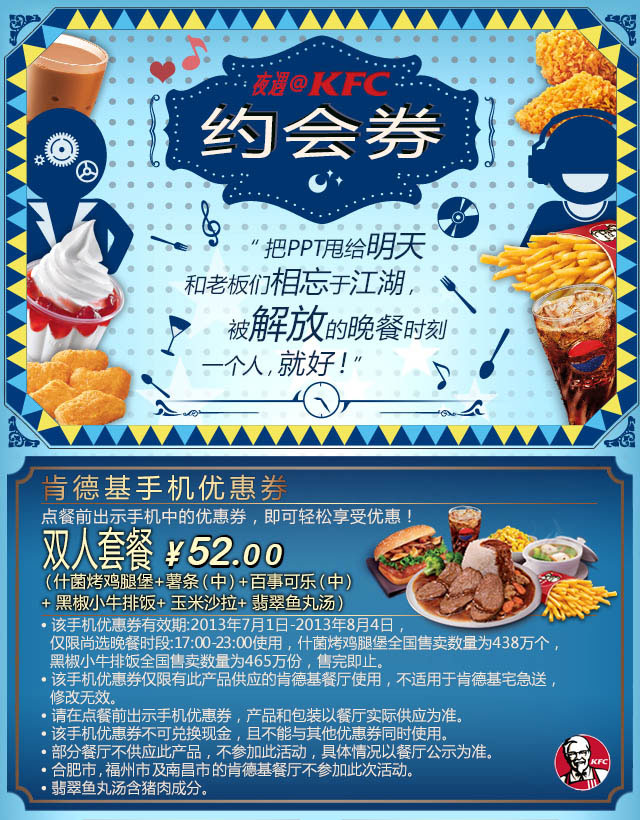 夜遇@KFC
约会券
“把PPT甩给明天
和老板们相忘于江湖，
被解放的晚餐时刻
一个人，就好！”
肯德基手机优惠券
点餐前出示手机中的优惠券，即可轻松享受优惠！
双人套餐 ¥52.00
（什菌烤鸡腿堡+薯条（中）+百事可乐（中）
+ 黑椒小牛排饭+ 玉米沙拉+ 翡翠鱼丸汤）
• 该手机优惠券有效期:2013年7月1日-2013年8月4日，
仅限尚选晚餐时段:17:00-23:00使用，什菌烤鸡腿堡全国售卖数量为438万个，
黑椒小牛排饭全国售卖数量为465万份，售完即止。
• 该手机优惠券仅限有此产品供应的肯德基餐厅使用，不适用于肯德基宅急送，
修改无效。
• 请在点餐前出示手机优惠券，产品和包装以餐厅实际供应为准。
• 该手机优惠券不可兑换现金，且不能与其他优惠券同时使用。
• 部分餐厅不供应此产品，不参加此活动，具体情况以餐厅公示为准。
• 合肥市，福州市及南昌市的肯德基餐厅不参加此次活动。
• 翡翠鱼丸汤含猪肉成分。
KFC